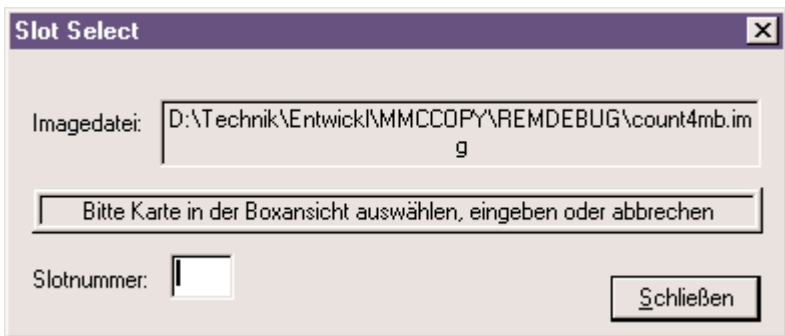 Slot Select
Imagedatei:
D:\Technik\Entwickl\MMCCOPY\REMDEBUG\count4mb.im
g
Bitte Karte in der Boxansicht auswählen, eingeben oder abbrechen
Slotnummer:
Schließen